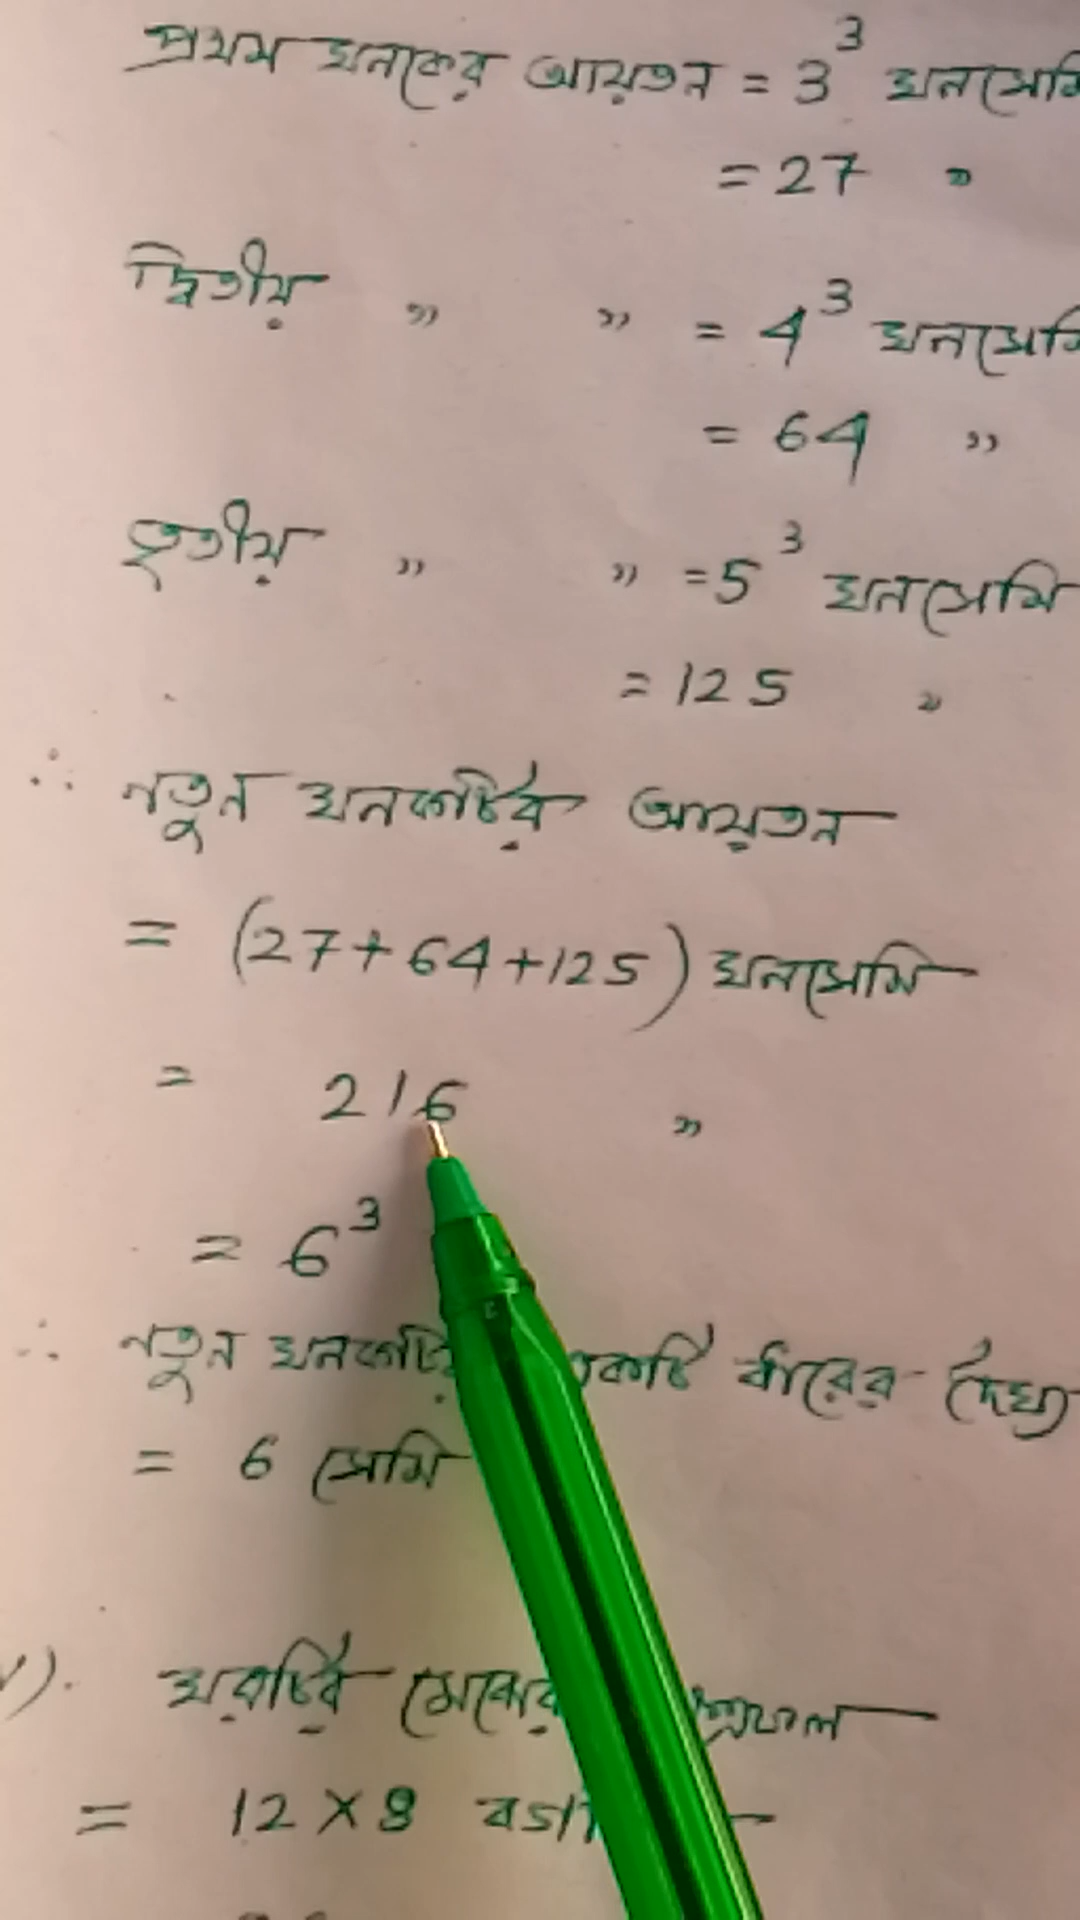 প্রথম ঘনকের আয়তন = 3³ ঘনসেমি
= 27 "
দ্বিতীয় " " = 4³ ঘনসেমি
= 64 "
তৃতীয় " " = 5³ ঘনসেমি
= 125 "
∴ নতুন ঘনকটির আয়তন
= (27+64+125) ঘনসেমি
= 216 "
= 6³
∴ নতুন ঘনকটির একটি ধারের দৈর্ঘ্য
= 6 সেমি
ঘরটির মেঝের
= 12 × 8